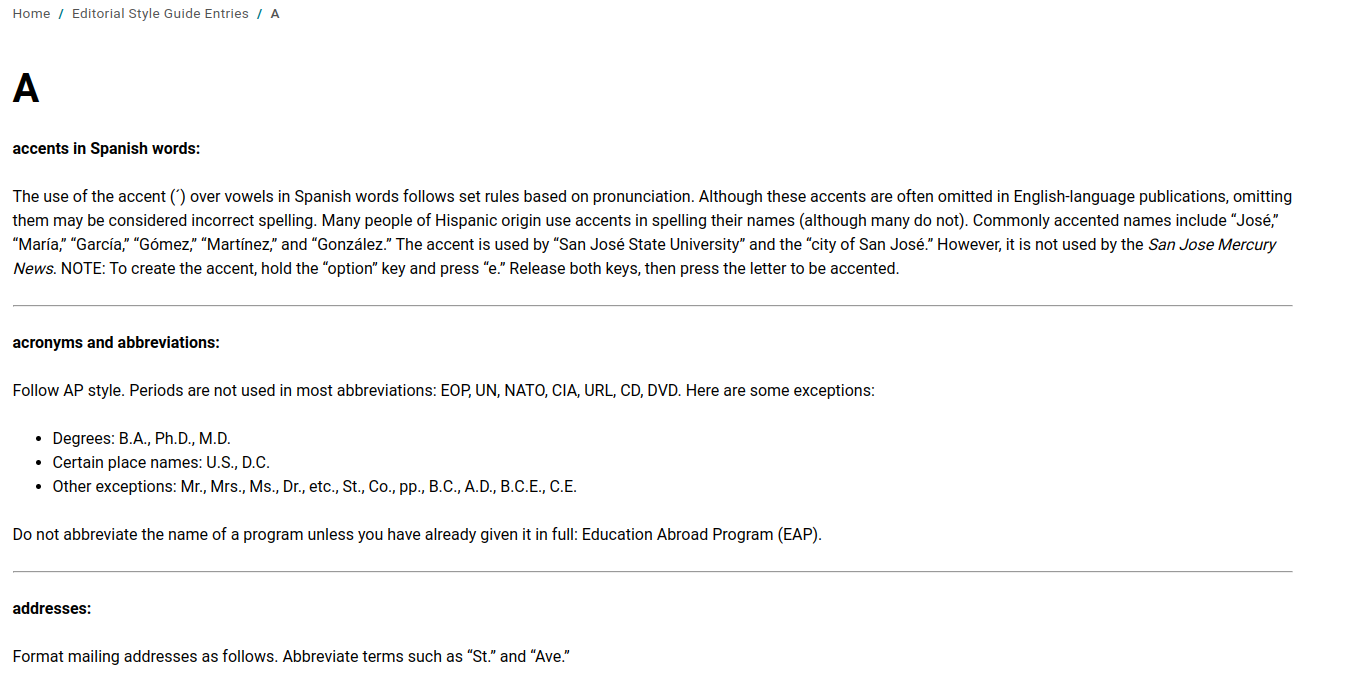 Home / Editorial Style Guide Entries / A
A
accents in Spanish words:
The use of the accent (´) over vowels in Spanish words follows set rules based on pronunciation. Although these accents are often omitted in English-language publications, omitting
them may be considered incorrect spelling. Many people of Hispanic origin use accents in spelling their names (although many do not). Commonly accented names include “José,”
“María,” “García,” “Gómez,” “Martínez,” and “González.” The accent is used by “San José State University” and the “city of San José.” However, it is not used by the San Jose Mercury
News. NOTE: To create the accent, hold the “option” key and press “e.” Release both keys, then press the letter to be accented.
acronyms and abbreviations:
Follow AP style. Periods are not used in most abbreviations: EOP, UN, NATO, CIA, URL, CD, DVD. Here are some exceptions:
• Degrees: B.A., Ph.D., M.D.
• Certain place names: U.S., D.C.
• Other exceptions: Mr., Mrs., Ms., Dr., etc., St., Co., pp., B.C., A.D., B.C.E., C.E.
Do not abbreviate the name of a program unless you have already given it in full: Education Abroad Program (EAP).
addresses:
Format mailing addresses as follows. Abbreviate terms such as “St.” and “Ave.”